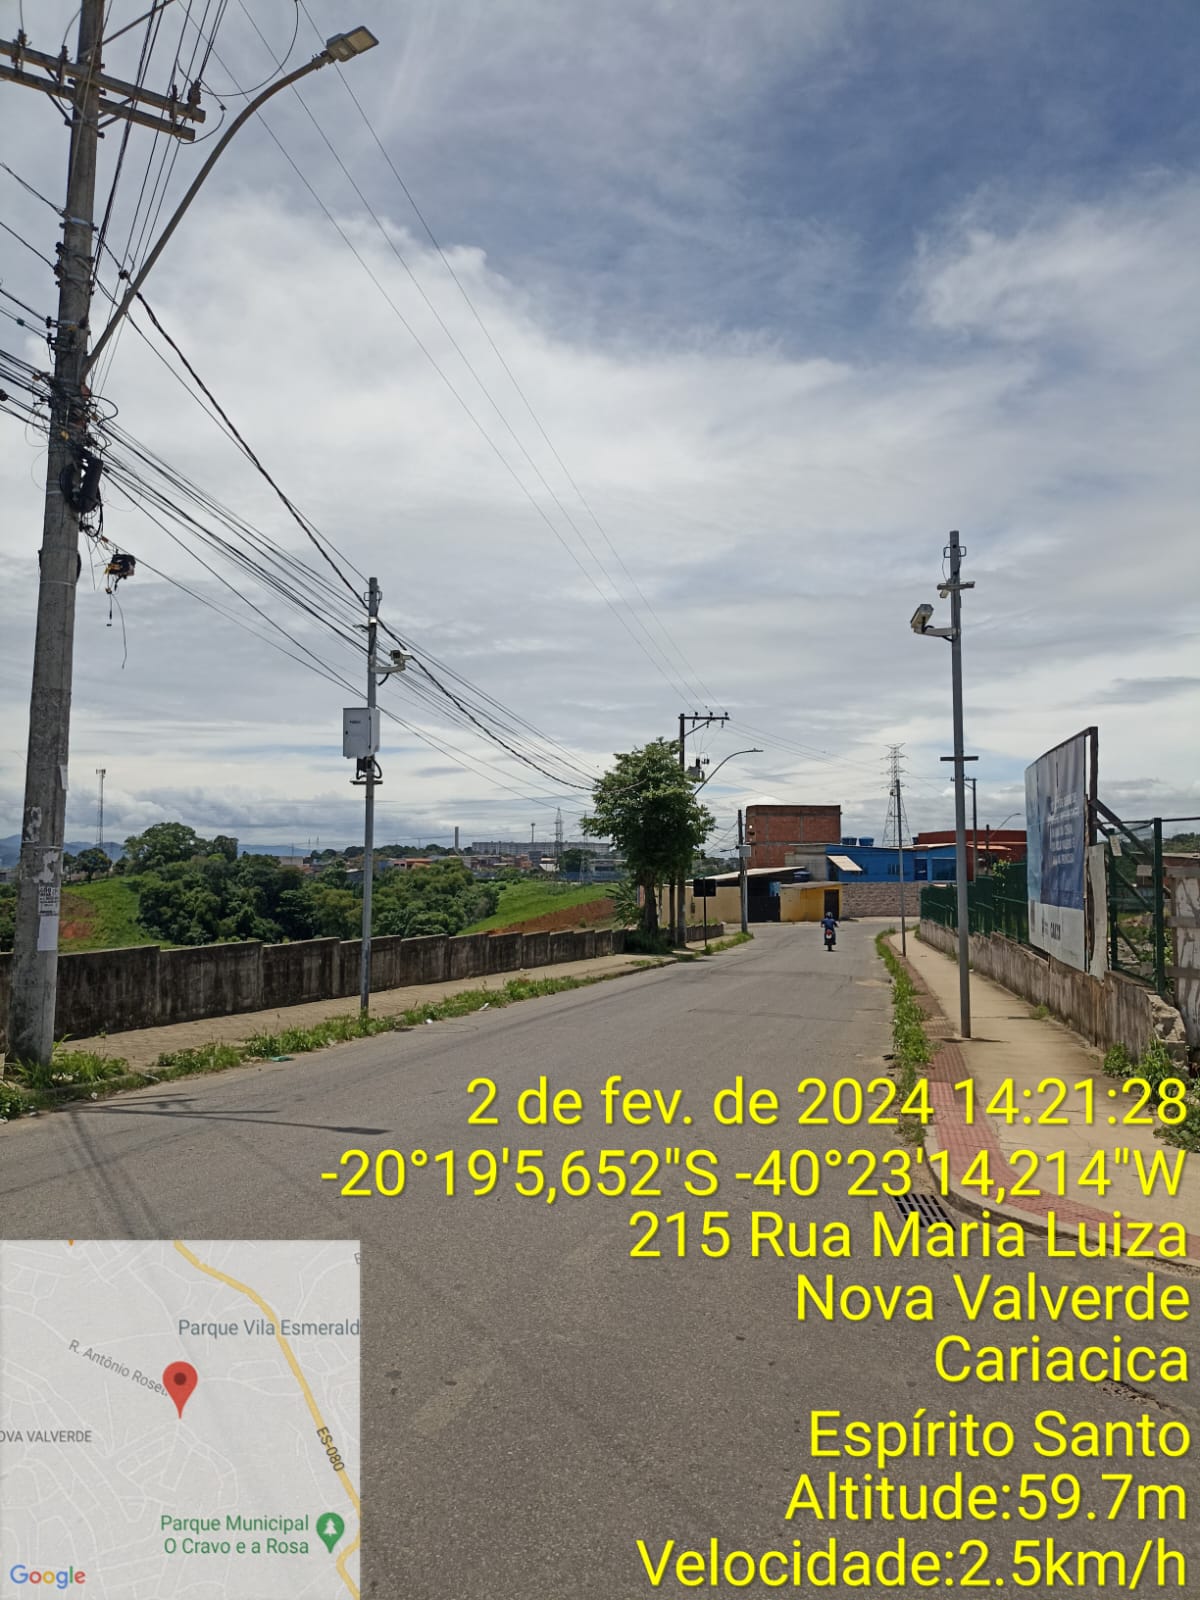 2 de fev. de 2024 14:21:28
-20°19'5,652"S -40°23'14,214"W
215 Rua Maria Luiza
Nova Valverde
Cariacica
Espírito Santo
Altitude:59.7m
Velocidade:2.5km/h
Parque Vila Esmerald
R. Antônio Roset
OVA VALVERDE
ES-080
Parque Municipal
O Cravo e a Rosa
Google